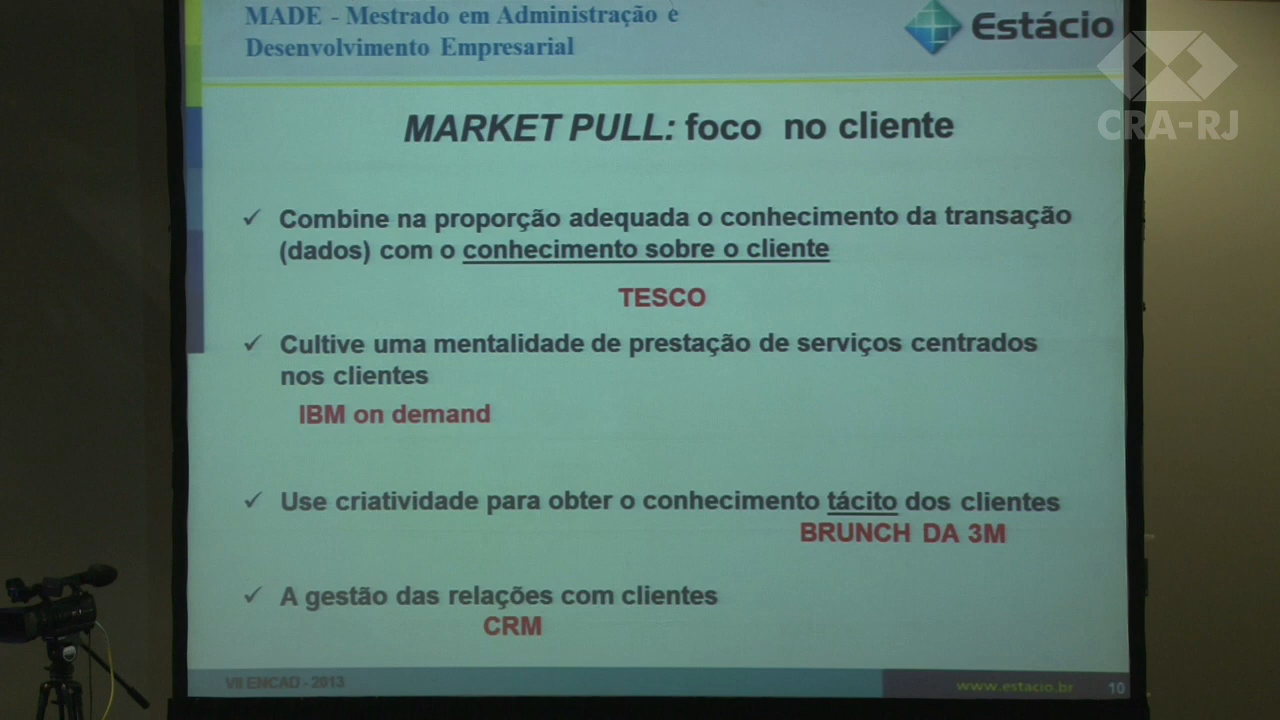 MADE - Mestrado em Administração e
Desenvolvimento Empresarial
Estácio
CRA-RJ
MARKET PULL: foco no cliente
✓ Combine na proporção adequada o conhecimento da transação
(dados) com o conhecimento sobre o cliente
TESCO
✓ Cultive uma mentalidade de prestação de serviços centrados
nos clientes
IBM on demand
✓ Use criatividade para obter o conhecimento tácito dos clientes
BRUNCH DA 3M
✓ A gestão das relações com clientes
CRM
VII ENCAD - 2013
www.estacio.br
10